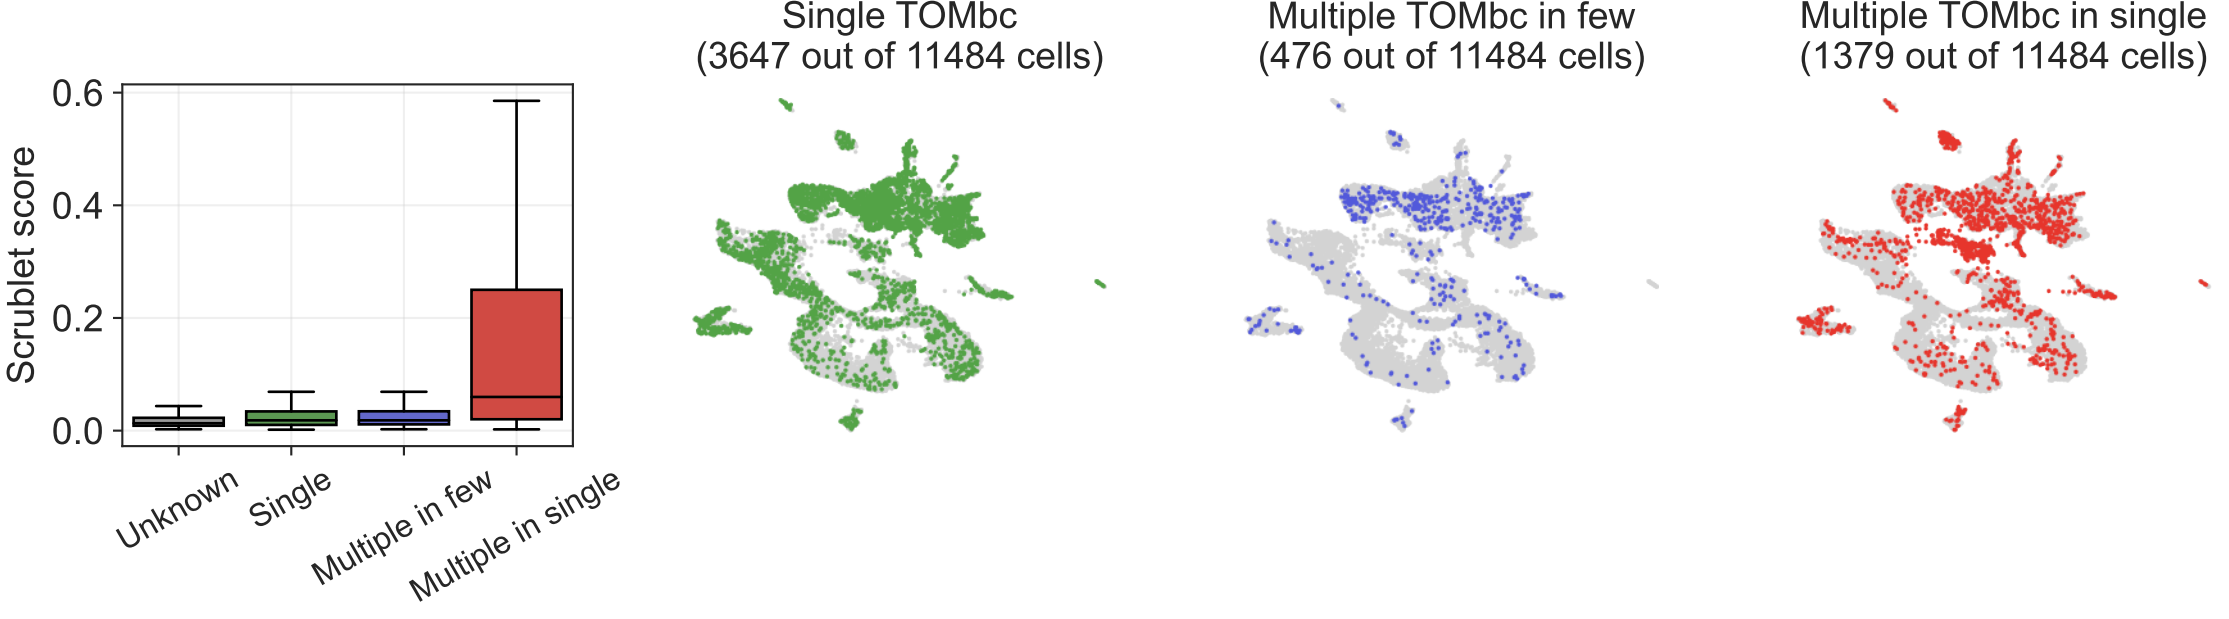 Single TOMbc
(3647 out of 11484 cells)
Multiple TOMbc in few
(476 out of 11484 cells)
Multiple TOMbc in single
(1379 out of 11484 cells)
Scrublet score
0.6
0.4
0.2
0.0
Unknown
Single
Multiple in few
Multiple in single